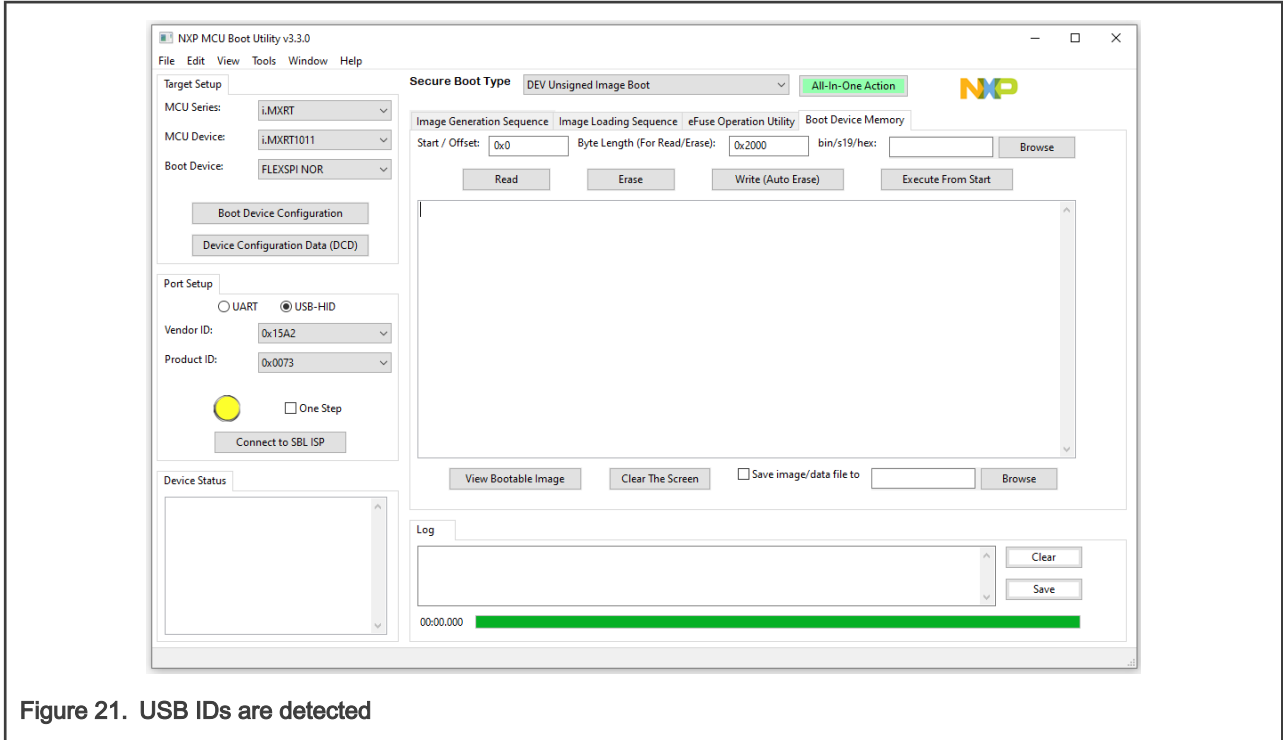 NXP MCU Boot Utility v3.3.0
File Edit View Tools Window Help
Target Setup
MCU Series: i.MXRT
MCU Device: i.MXRT1011
Boot Device: FLEXSPI NOR
Boot Device Configuration
Device Configuration Data (DCD)
Port Setup
UART USB-HID
Vendor ID: 0x15A2
Product ID: 0x0073
One Step
Connect to SBL ISP
Device Status
Secure Boot Type DEV Unsigned Image Boot All-In-One Action NXP
Image Generation Sequence Image Loading Sequence eFuse Operation Utility Boot Device Memory
Start / Offset: 0x0 Byte Length (For Read/Erase): 0x2000 bin/s19/hex: Browse
Read Erase Write (Auto Erase) Execute From Start
View Bootable Image Clear The Screen Save image/data file to Browse
Log
Clear
Save
00:00.000
Figure 21. USB IDs are detected